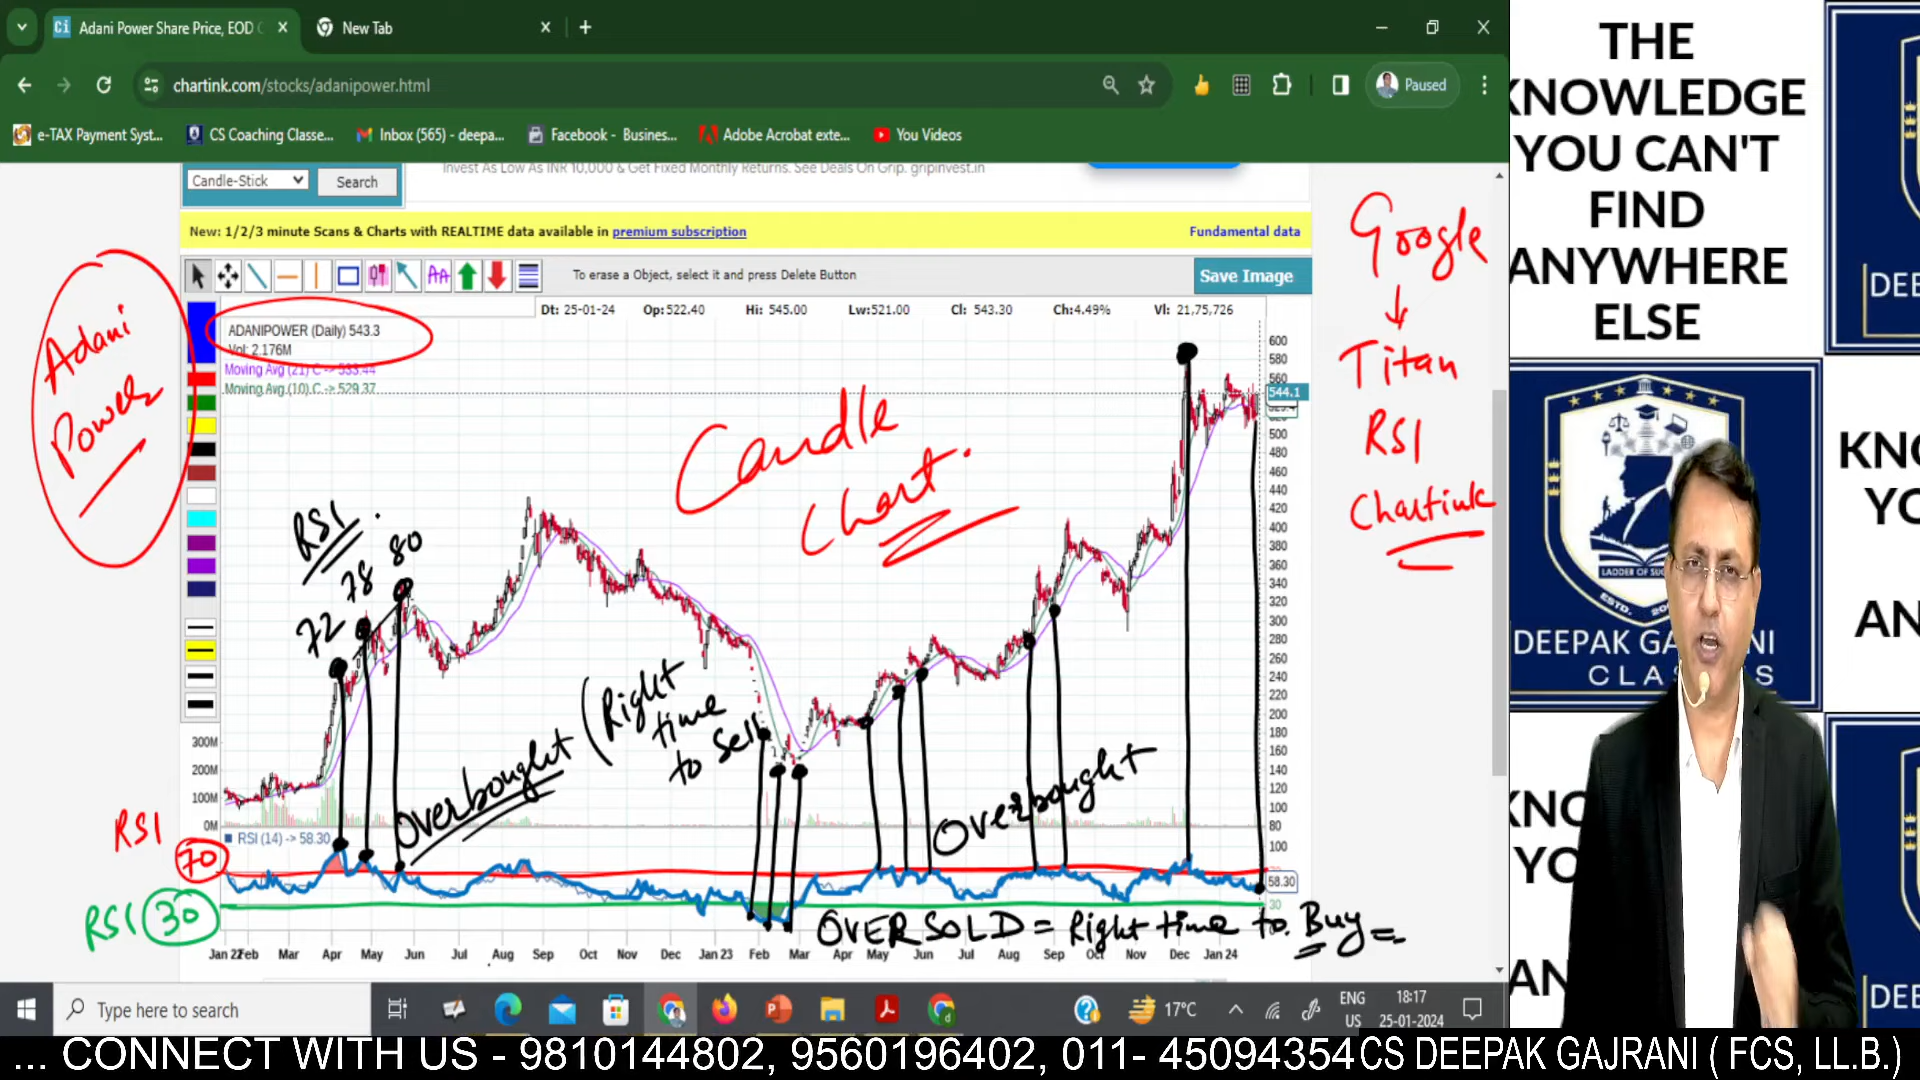 Adani Power Share Price, EOD C
New Tab
chartink.com/stocks/adanipower.html
Paused
e-TAX Payment Syst...
CS Coaching Classe...
Inbox (565) - deepa...
Facebook - Busines...
Adobe Acrobat exte...
You Videos
Candle-Stick
Search
Invest As Low As INR 10,000 & Get Fixed Monthly Returns. See Deals On Grip. gripinvest.in
New: 1/2/3 minute Scans & Charts with REALTIME data available in premium subscription
Fundamental data
To erase a Object, select it and press Delete Button
Save Image
ADANIPOWER (Daily) 543.3
Vol: 2.176M
Moving Avg (21) C -> 533.44
Moving Avg (10) C -> 529.37
Dt: 25-01-24 Op: 522.40 Hi: 545.00 Lw:521.00 Cl: 543.30 Ch:4.49% Vl: 21,75,726
600
580
560
544.1
500
480
460
440
420
400
380
360
340
320
300
280
260
240
220
200
180
160
140
120
100
80
300M
200M
100M
0M
RSI (14) -> 58.30
100
58.30
30
Jan 22 Feb Mar Apr May Jun Jul Aug Sep Oct Nov Dec Jan 23 Feb Mar Apr May Jun Jul Aug Sep Oct Nov Dec Jan 24
Adani
Power
Candle
Chart.
Google
Titan
RSI
Chartink
RSI
72
78
80
Overbought (Right
time
to Sell
Overbought
RSI
70
RSI 30
OVERSOLD = Right time to Buy
Type here to search
17°C
ENG
US
18:17
25-01-2024
THE
KNOWLEDGE
YOU CAN'T
FIND
ANYWHERE
ELSE
LADER OF SUC
ESTD.
DEEPAK GAJRANI
CLASSES
... CONNECT WITH US - 9810144802, 9560196402, 011- 45094354
CS DEEPAK GAJRANI ( FCS, LL.B.)